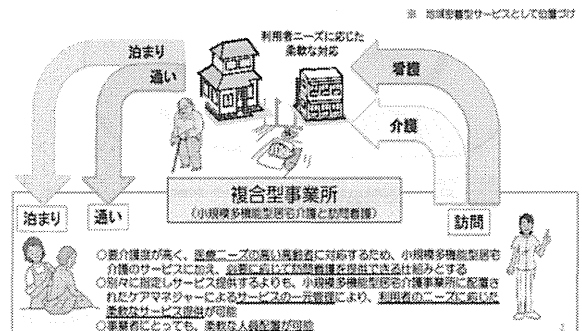 ※ 地域密着型サービスとして位置づけ
利用者ニーズに応じた
柔軟な対応
泊まり
通い
看護
介護
複合型事業所
(小規模多機能型居宅介護と訪問看護)
泊まり
通い
訪問
○要介護度が高く、医療ニーズの高い高齢者に対応するため、小規模多機能型居宅
介護のサービスに加え、必要に応じて訪問看護を提供できる仕組みとする
○別々に指定しサービス提供するよりも、小規模多機能型居宅介護事業所に配置さ
れたケアマネジャーによるサービスの一元管理により、利用者のニーズに応じた
柔軟なサービス提供が可能
○事業者にとっても、柔軟な人員配置が可能